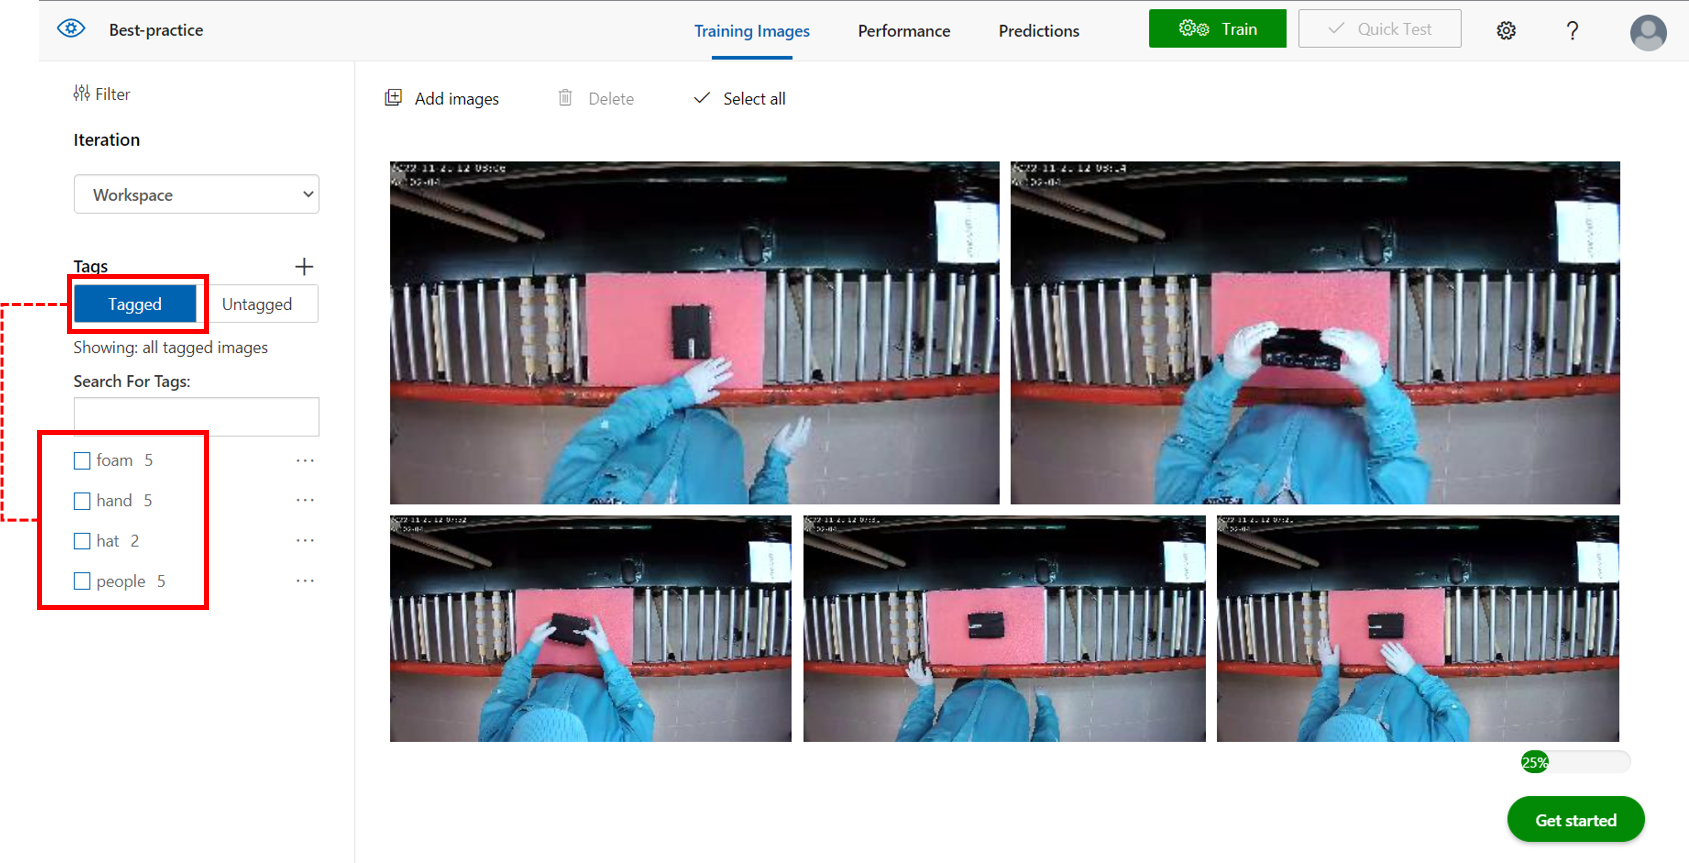 Best-practice
Training Images
Performance
Predictions
Train
Quick Test
?
Filter
Iteration
Workspace
Tags
Tagged
Untagged
Showing: all tagged images
Search For Tags:
foam 5
hand 5
hat 2
people 5
Add images
Delete
Select all
25%
Get started